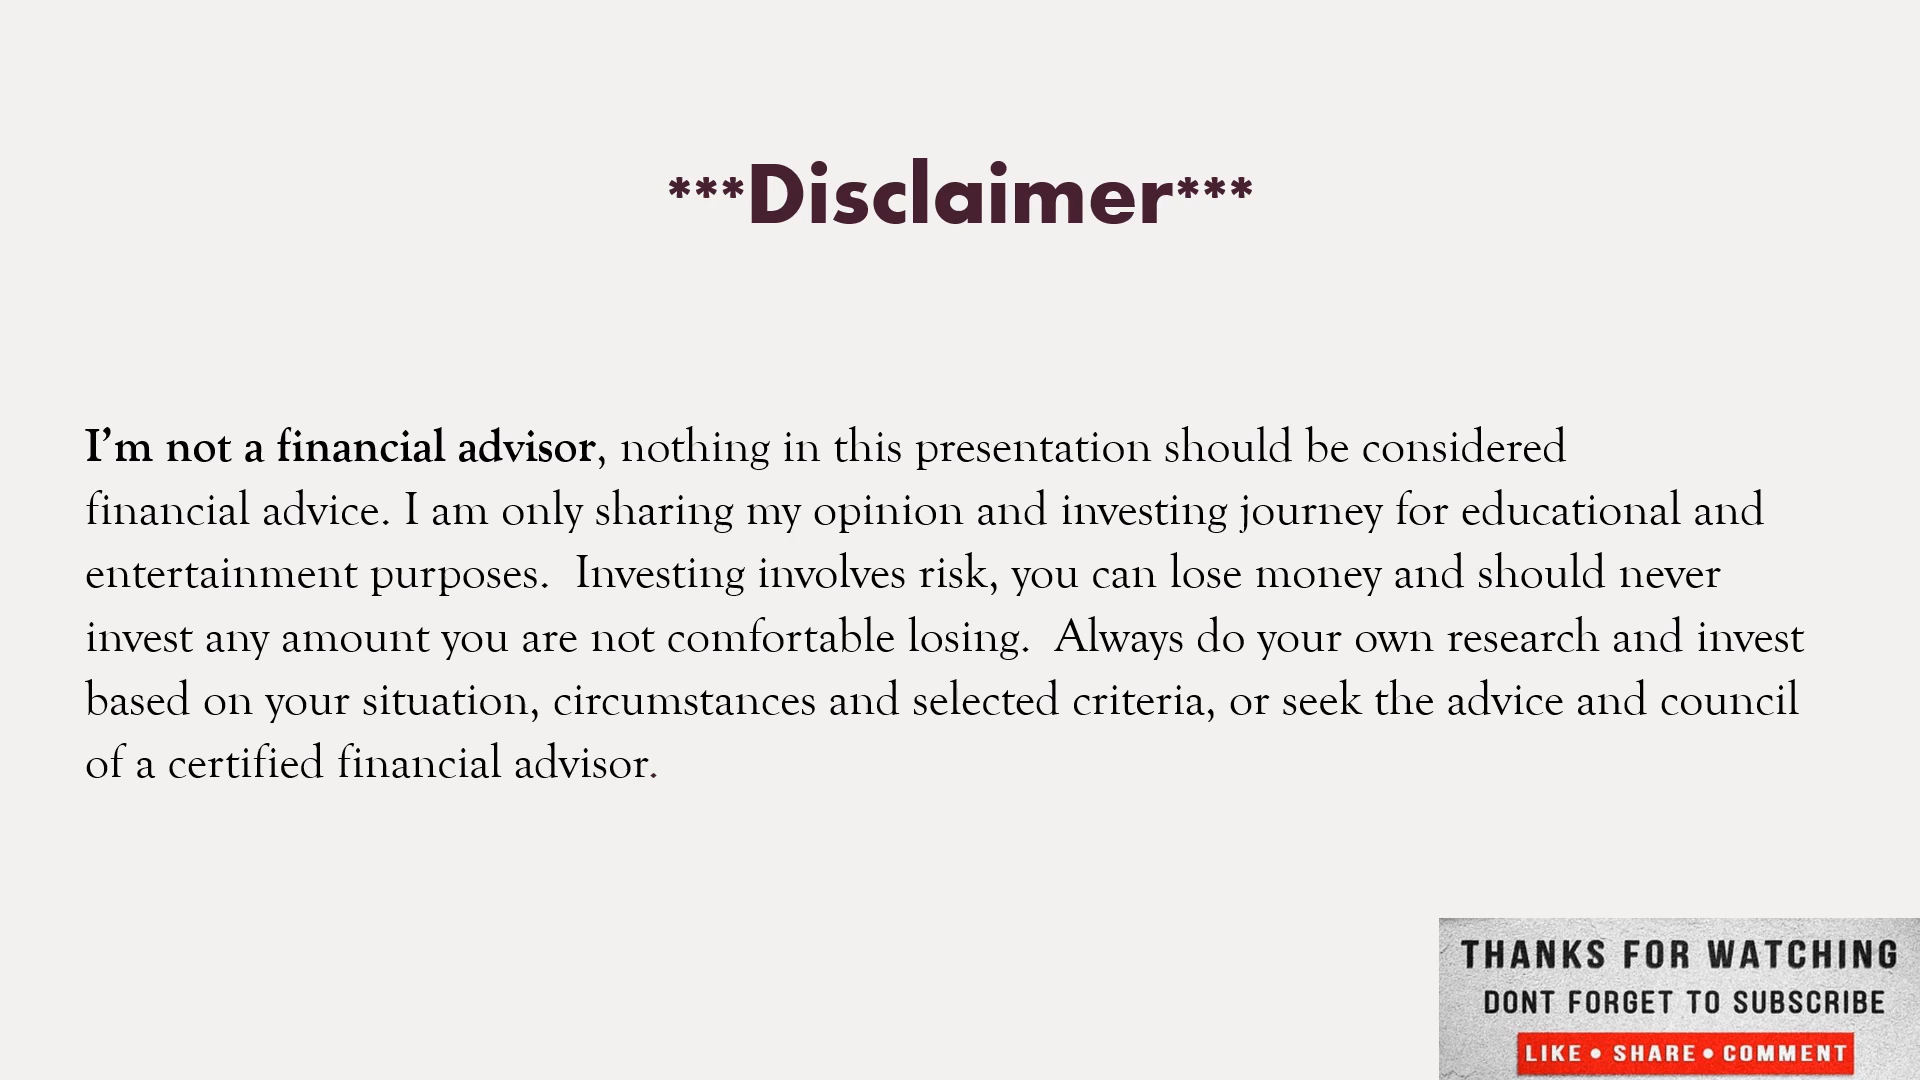 ***Disclaimer***
I’m not a financial advisor, nothing in this presentation should be considered
financial advice. I am only sharing my opinion and investing journey for educational and
entertainment purposes.  Investing involves risk, you can lose money and should never
invest any amount you are not comfortable losing.  Always do your own research and invest
based on your situation, circumstances and selected criteria, or seek the advice and council
of a certified financial advisor.
THANKS FOR WATCHING
DONT FORGET TO SUBSCRIBE
LIKE • SHARE • COMMENT